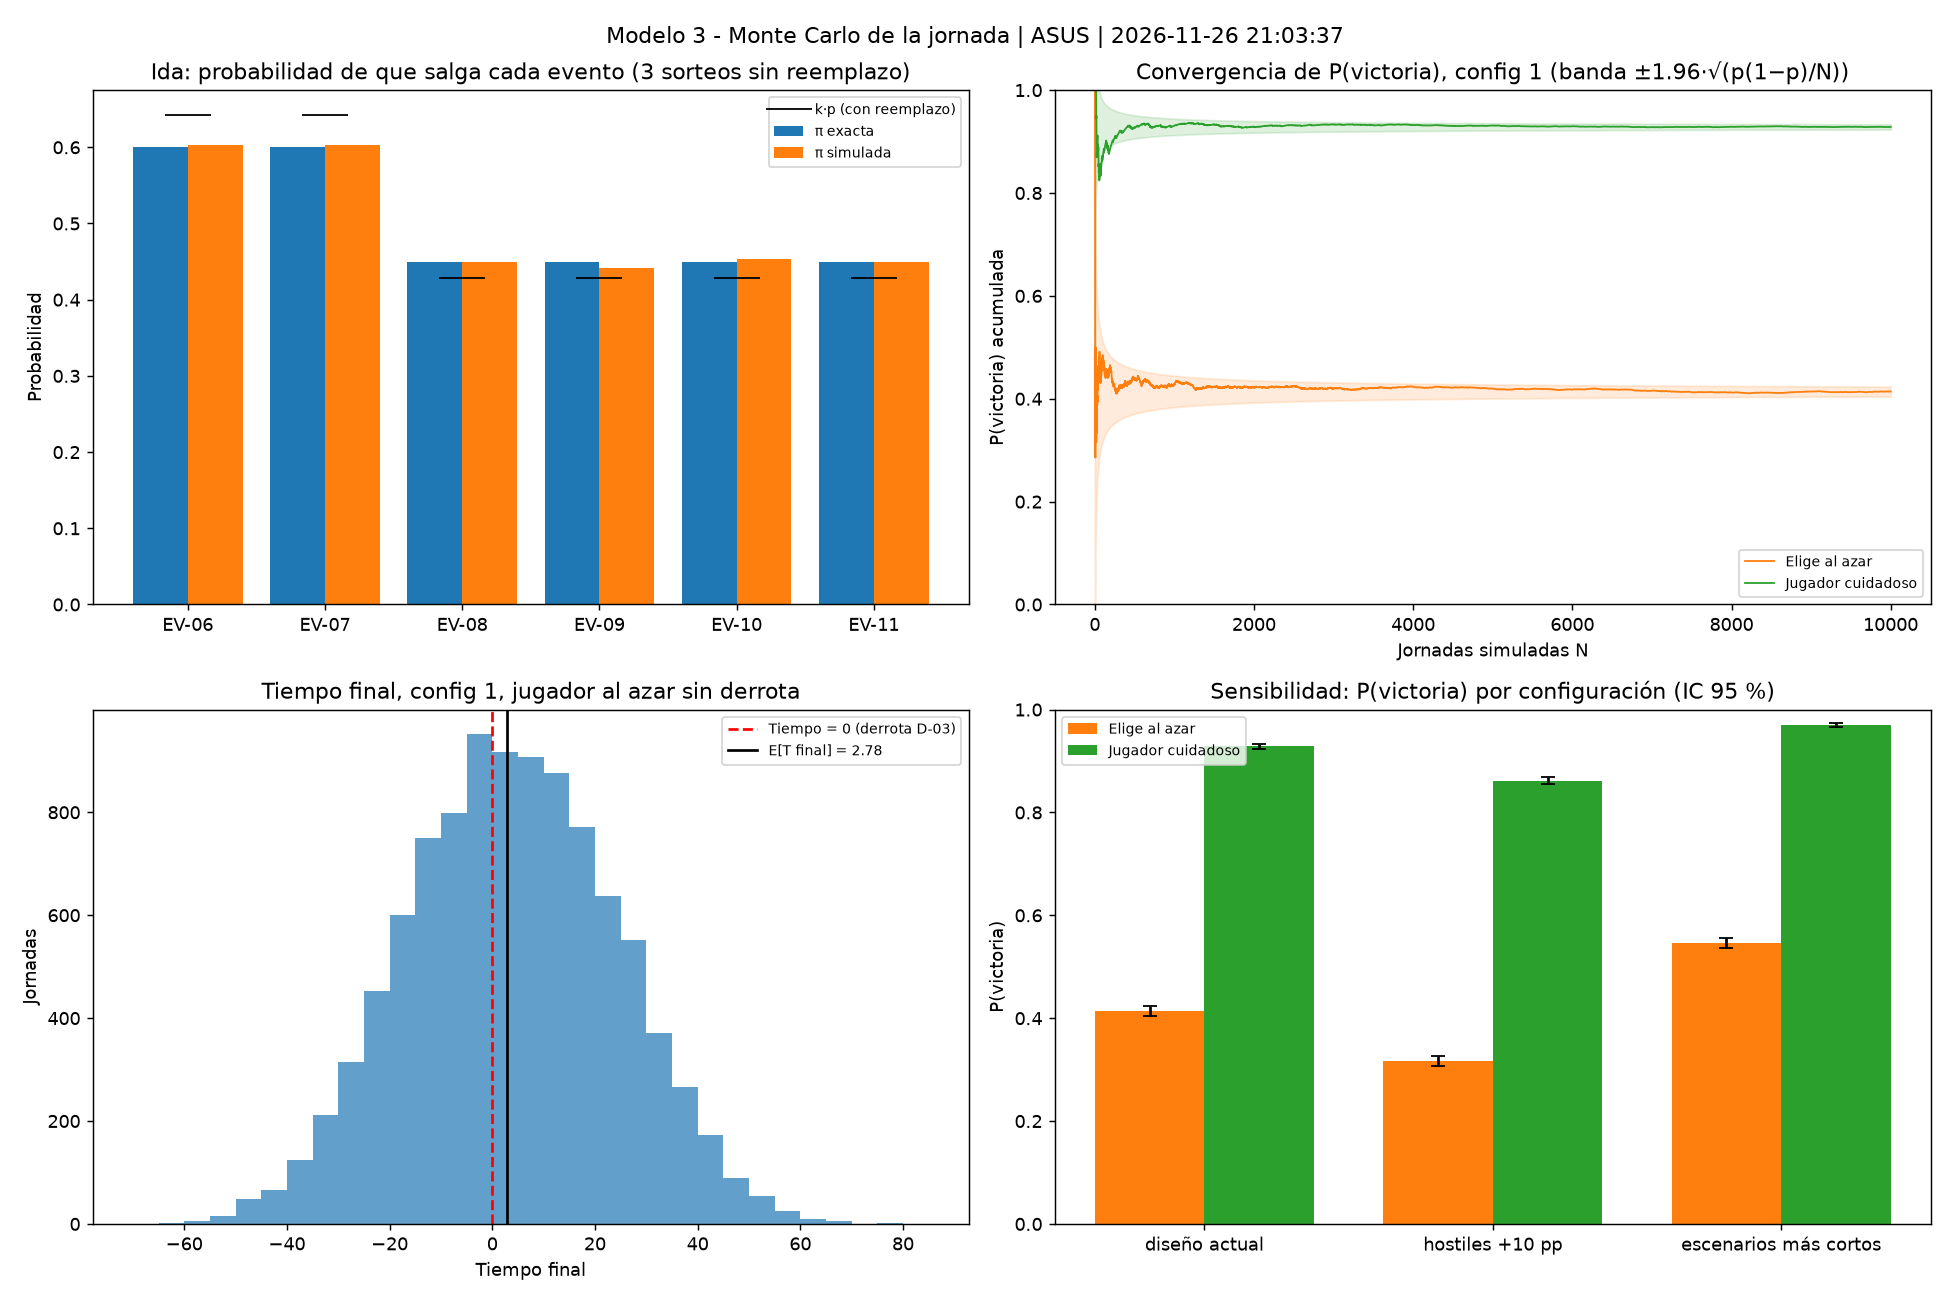 Modelo 3 - Monte Carlo de la jornada | ASUS | 2026-11-26 21:03:37
Ida: probabilidad de que salga cada evento (3 sorteos sin reemplazo)
Probabilidad
0.6
0.5
0.4
0.3
0.2
0.1
0.0
k·p (con reemplazo)
π exacta
π simulada
EV-06
EV-07
EV-08
EV-09
EV-10
EV-11
Convergencia de P(victoria), config 1 (banda ±1.96·√(p(1−p)/N))
P(victoria) acumulada
1.0
0.8
0.6
0.4
0.2
0.0
Elige al azar
Jugador cuidadoso
0
2000
4000
6000
8000
10000
Jornadas simuladas N
Tiempo final, config 1, jugador al azar sin derrota
Jornadas
800
600
400
200
0
Tiempo = 0 (derrota D-03)
E[T final] = 2.78
−60
−40
−20
0
20
40
60
80
Tiempo final
Sensibilidad: P(victoria) por configuración (IC 95 %)
P(victoria)
1.0
0.8
0.6
0.4
0.2
0.0
Elige al azar
Jugador cuidadoso
diseño actual
hostiles +10 pp
escenarios más cortos